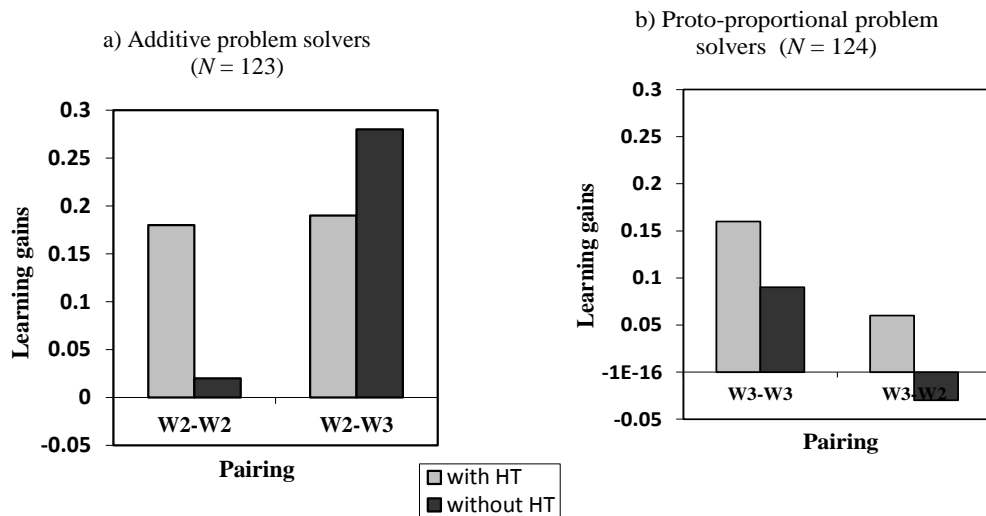 a) Additive problem solvers
(N = 123)
0.3
0.25
0.2
0.15
0.1
0.05
0
-0.05
Learning gains
W2-W2
W2-W3
Pairing
b) Proto-proportional problem
solvers (N = 124)
0.3
0.25
0.2
0.15
0.1
0.05
-1E-16
-0.05
Learning gains
W3-W3
W3-W2
Pairing
with HT
without HT